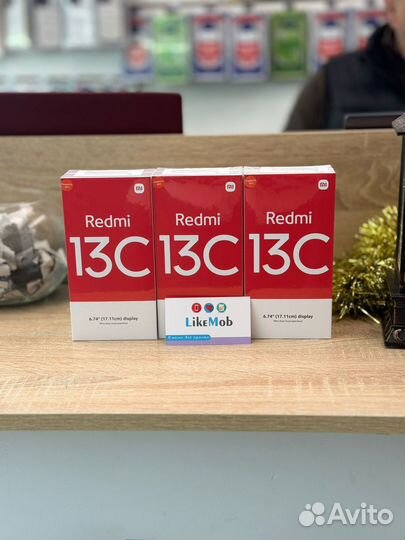 Redmi
13C
6.74" (17.11cm) display
Redmi
13C
Redmi
13C
6.74" (17.11cm) display
LikeMob
Avito